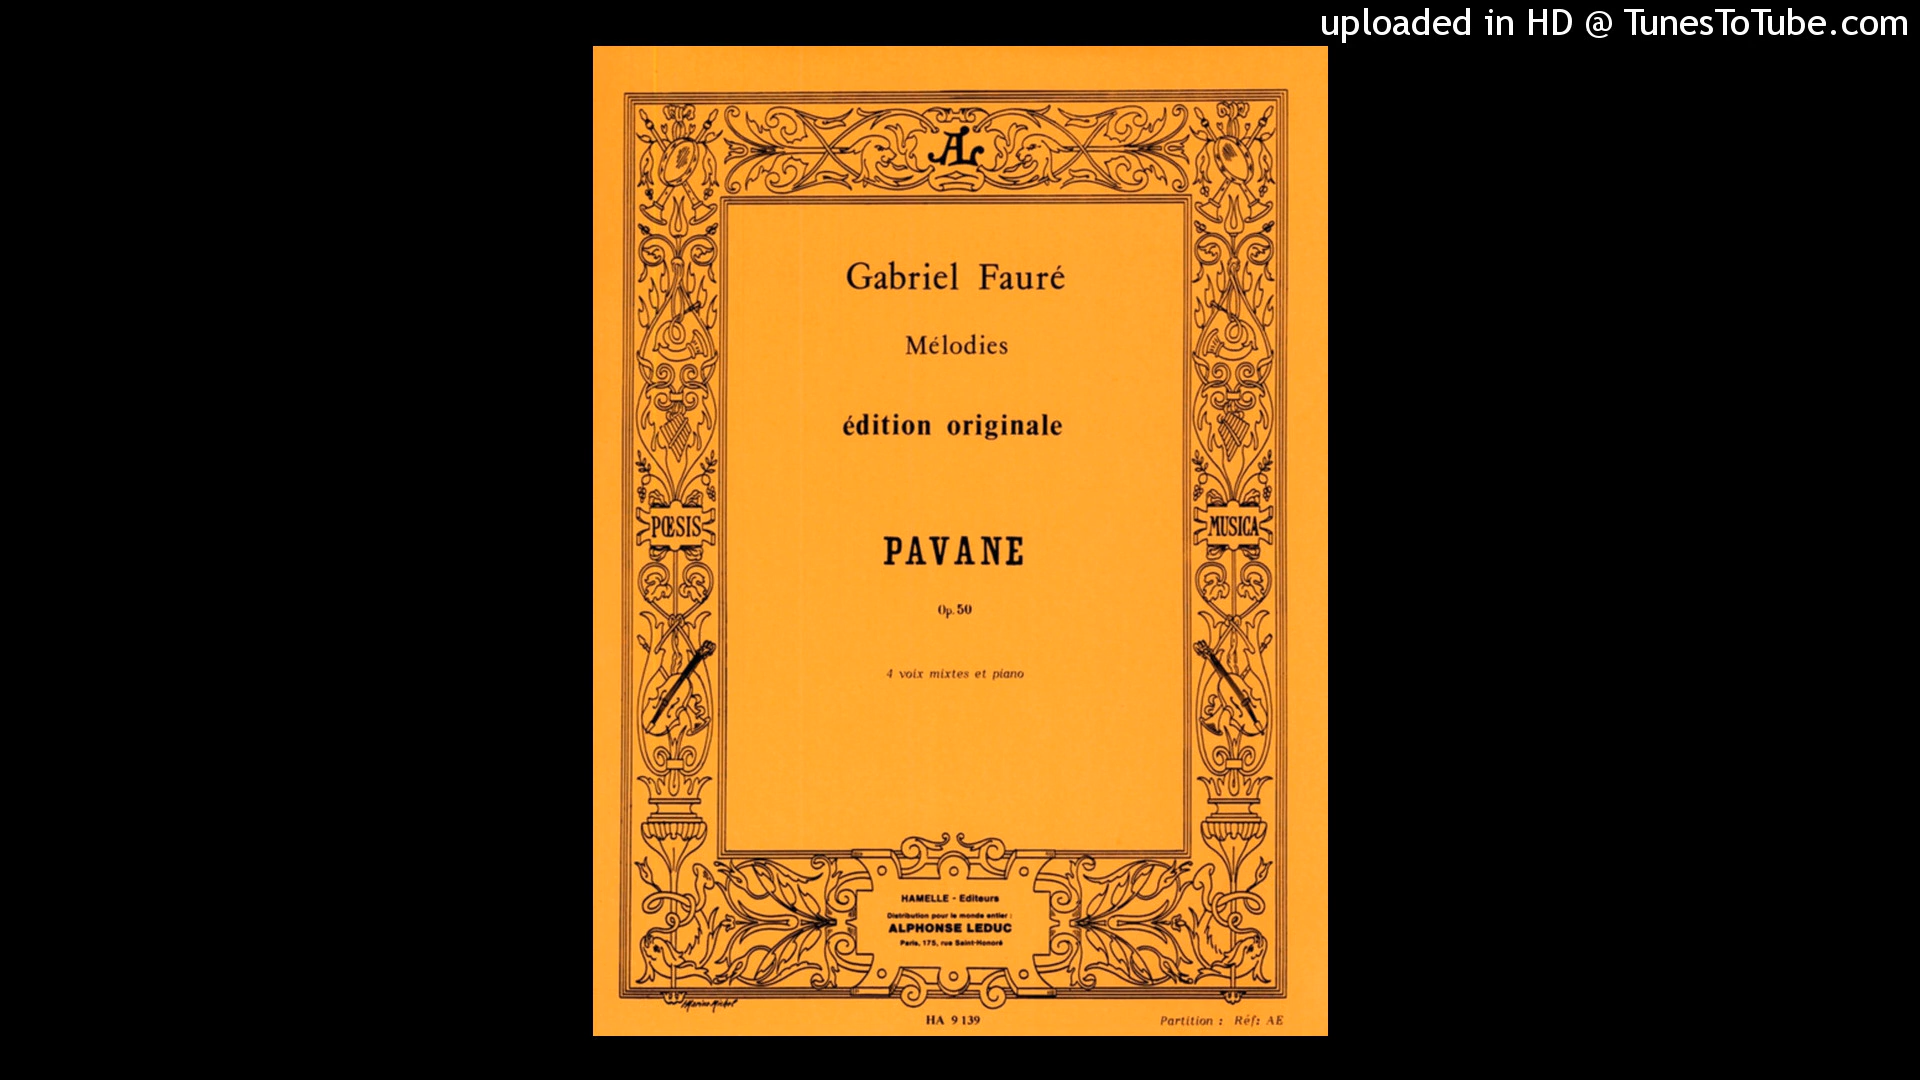 uploaded in HD @ TunesToTube.com
AL
Gabriel Fauré
Mélodies
édition originale
PŒSIS
MUSICA
PAVANE
Op. 50
4 voix mixtes et piano
HAMELLE - Editeurs
Distribution pour le monde entier :
ALPHONSE LEDUC
Paris, 175, rue Saint-Honoré
HA 9 139
Partition : Réf: AE